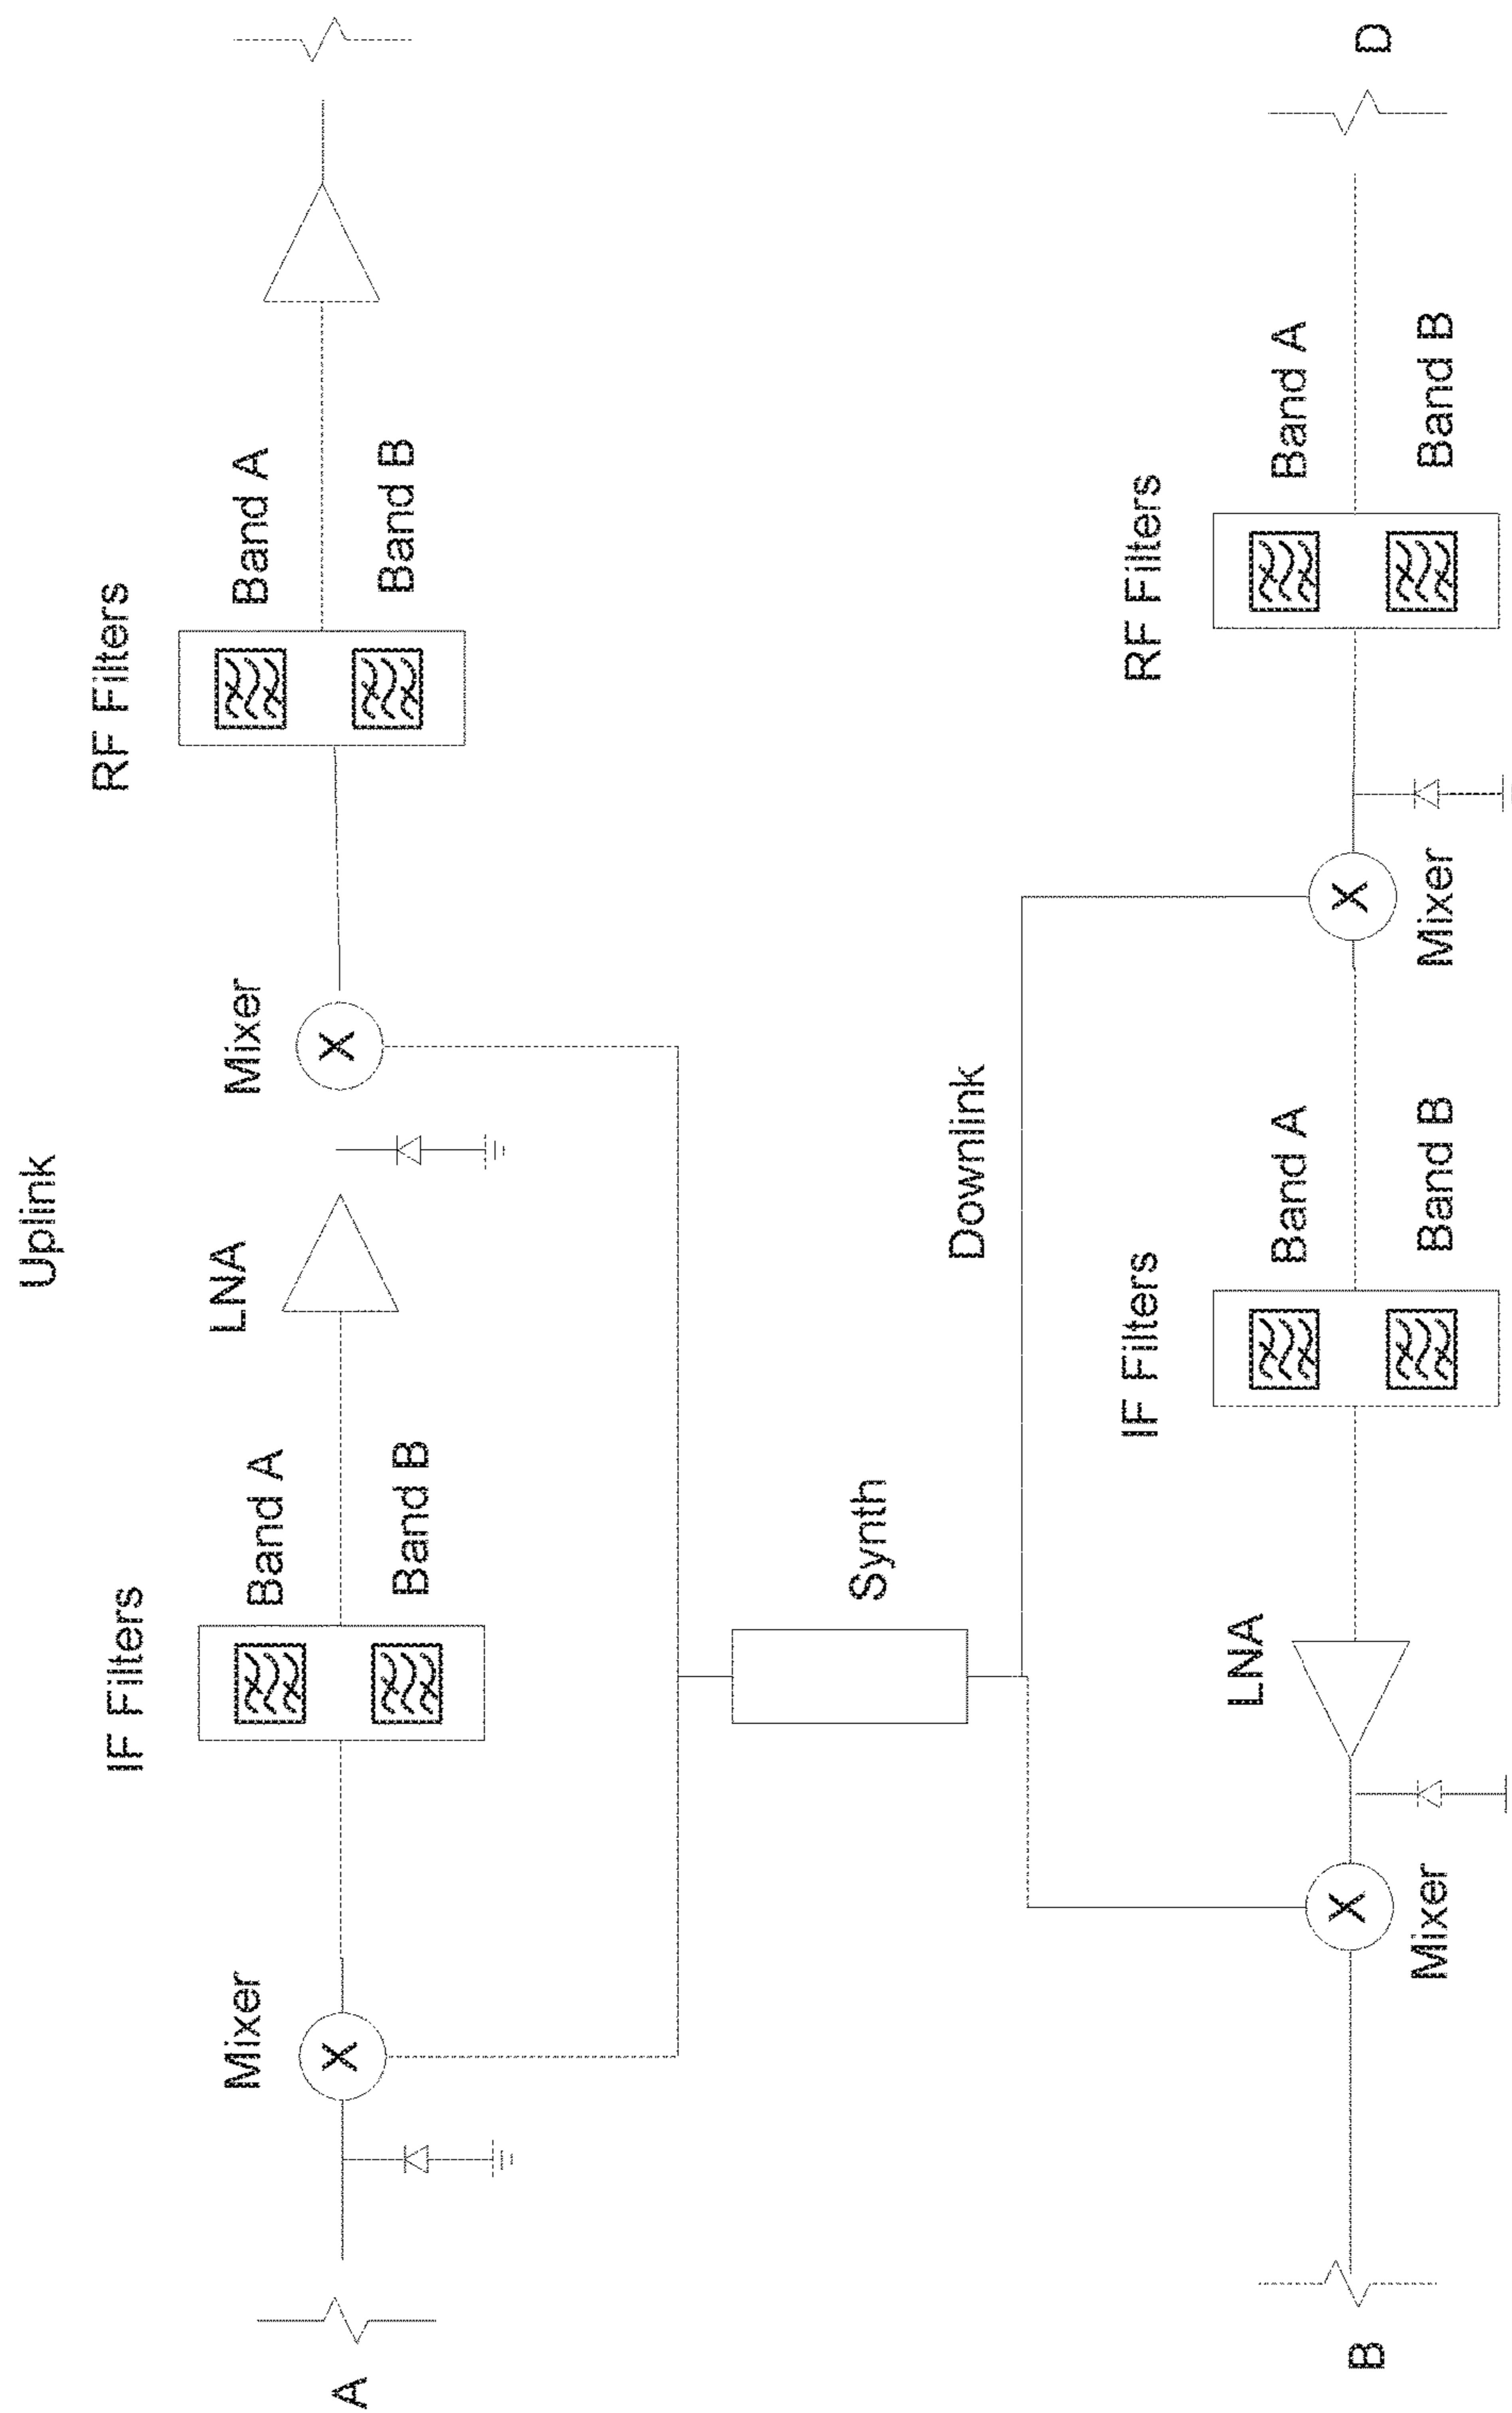 Uplink
IF Filters
RF Filters
Mixer
Band A
LNA
Mixer
Band A
A
X
X
Band B
Band B
Synth
Downlink
IF Filters
RF Filters
LNA
Band A
Band A
B
X
X
D
Mixer
Band B
Mixer
Band B